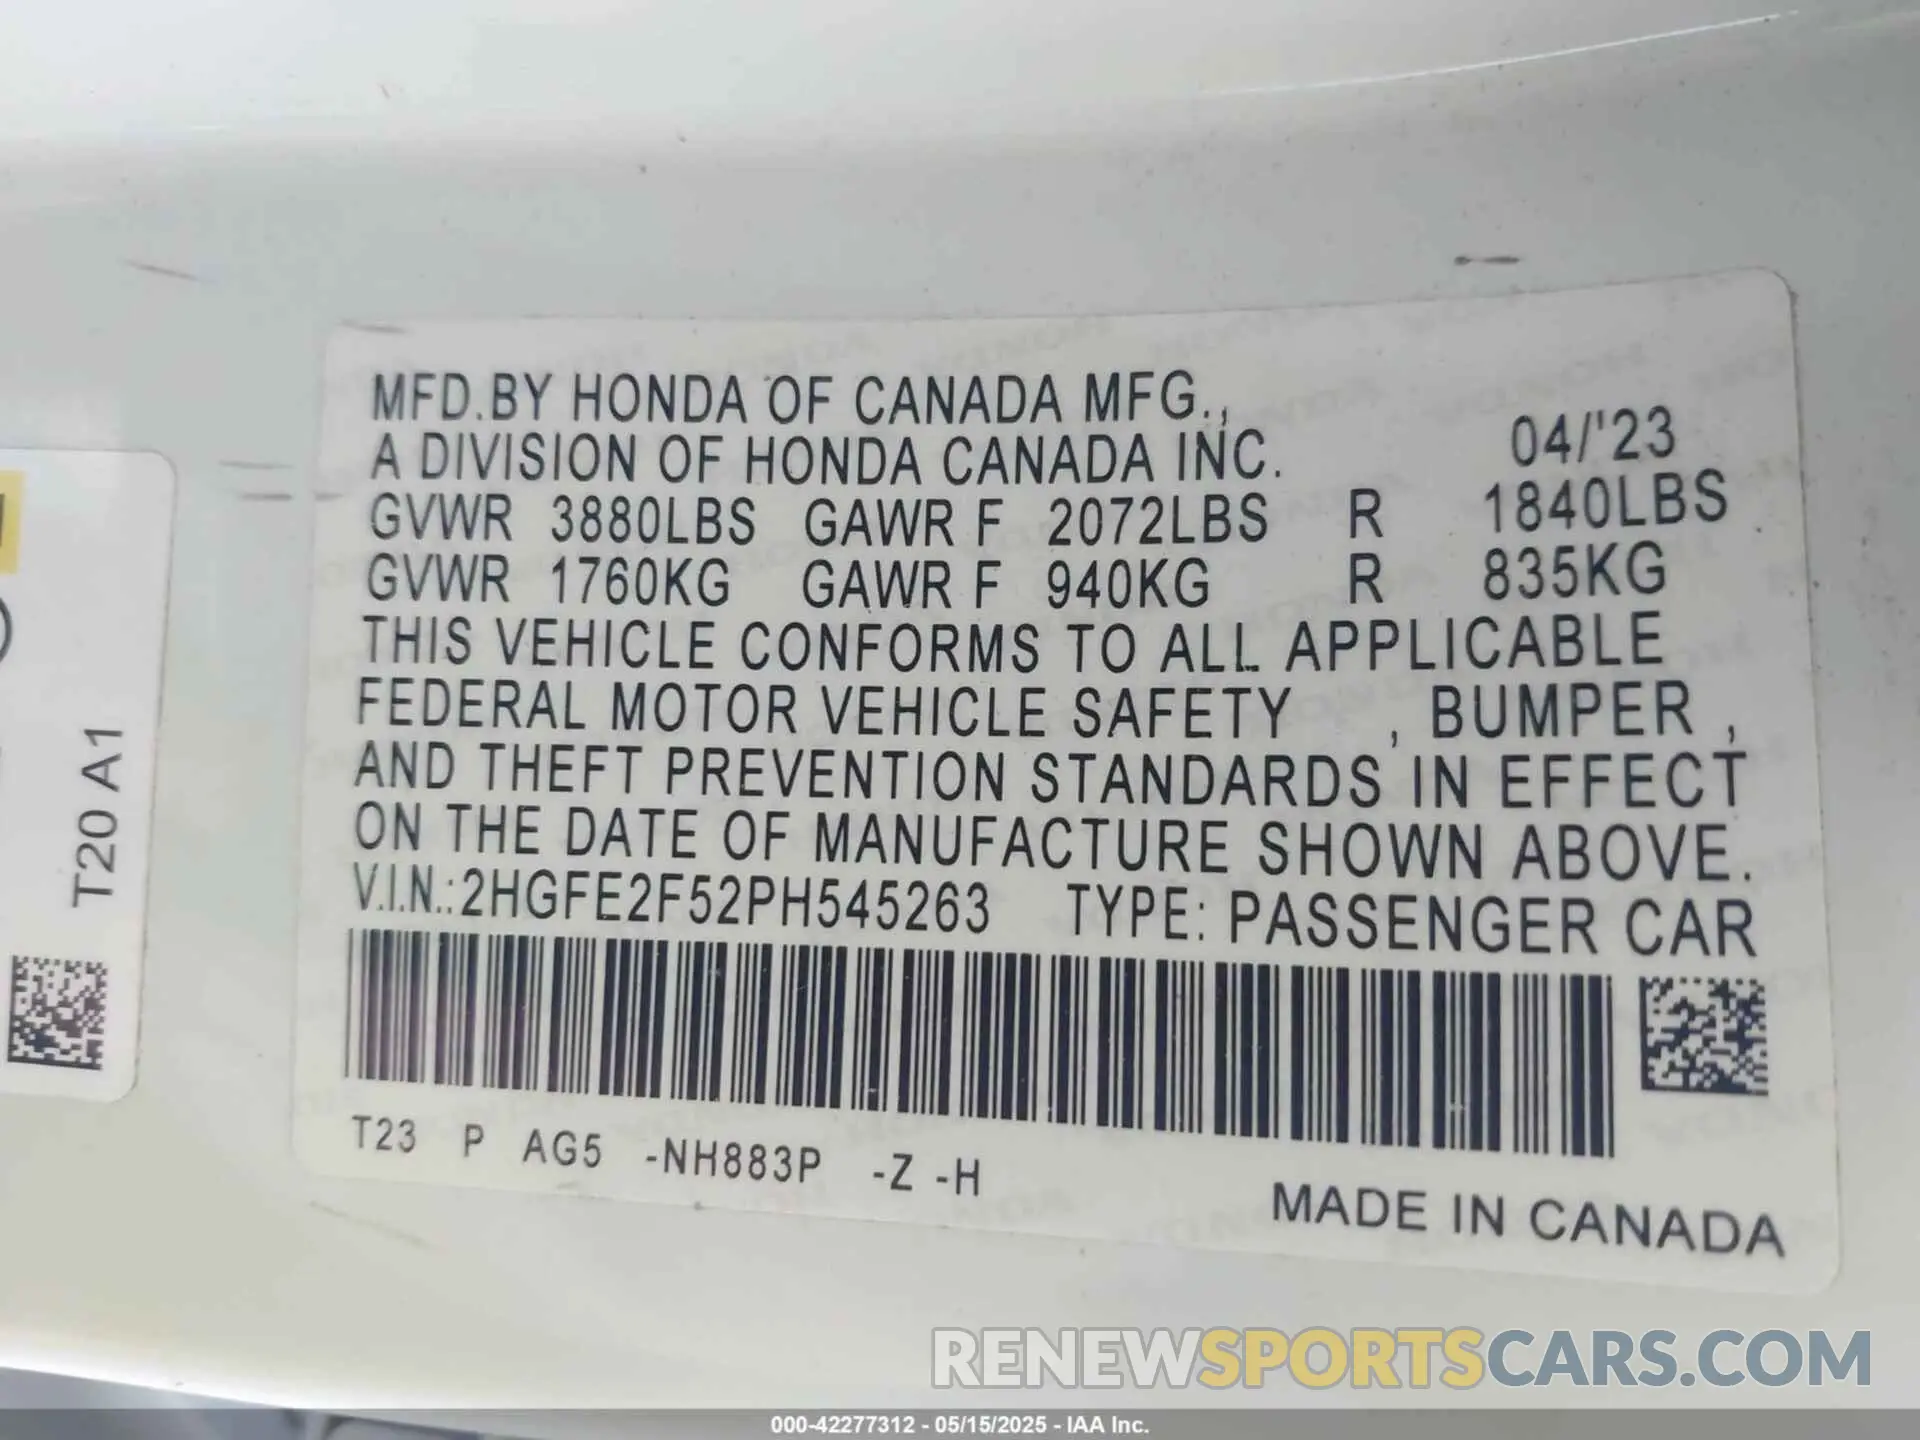 MFD.BY HONDA OF CANADA MFG.,
A DIVISION OF HONDA CANADA INC. 04/'23
GVWR 3880LBS GAWR F 2072LBS R 1840LBS
GVWR 1760KG GAWR F 940KG R 835KG
THIS VEHICLE CONFORMS TO ALL APPLICABLE
FEDERAL MOTOR VEHICLE SAFETY , BUMPER ,
AND THEFT PREVENTION STANDARDS IN EFFECT
ON THE DATE OF MANUFACTURE SHOWN ABOVE.
V.I.N.:2HGFE2F52PH545263 TYPE: PASSENGER CAR
T23 P AG5 -NH883P -Z -H
MADE IN CANADA
T20 A1
RENEWSPORTSCARS.COM
000-42277312 - 05/15/2025 - IAA Inc.